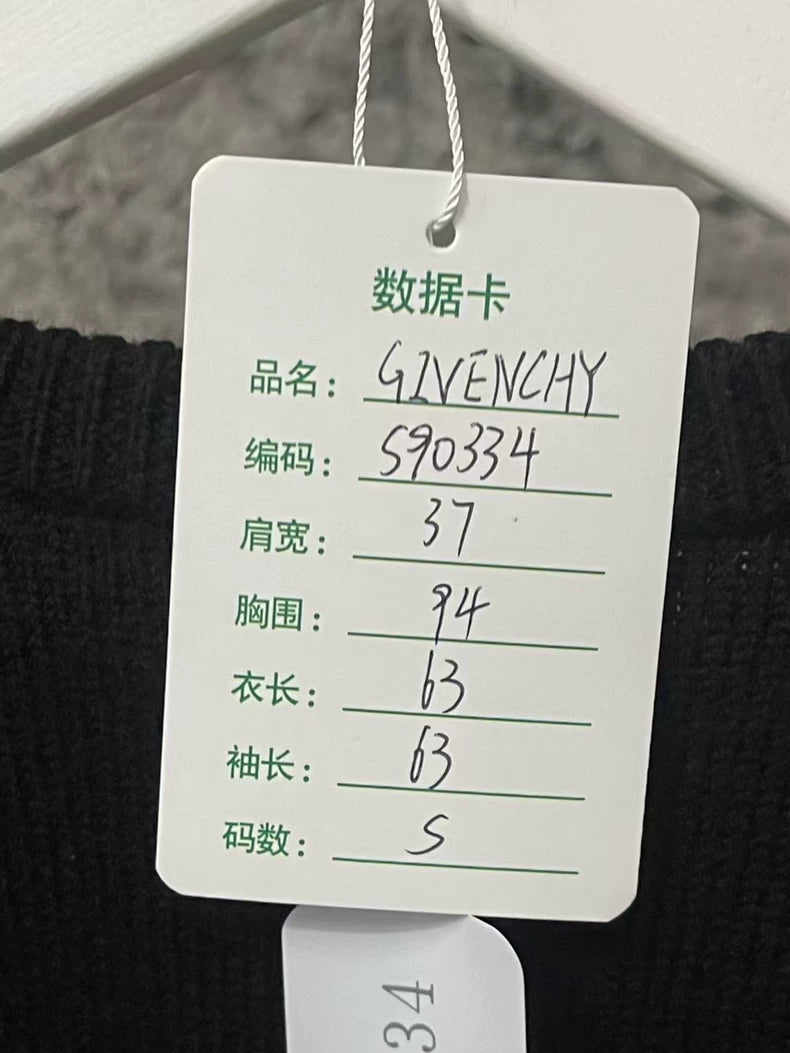 数据卡
品名：GIVENCHY
编码：S90334
肩宽：37
胸围：94
衣长：63
袖长：63
码数：S
34